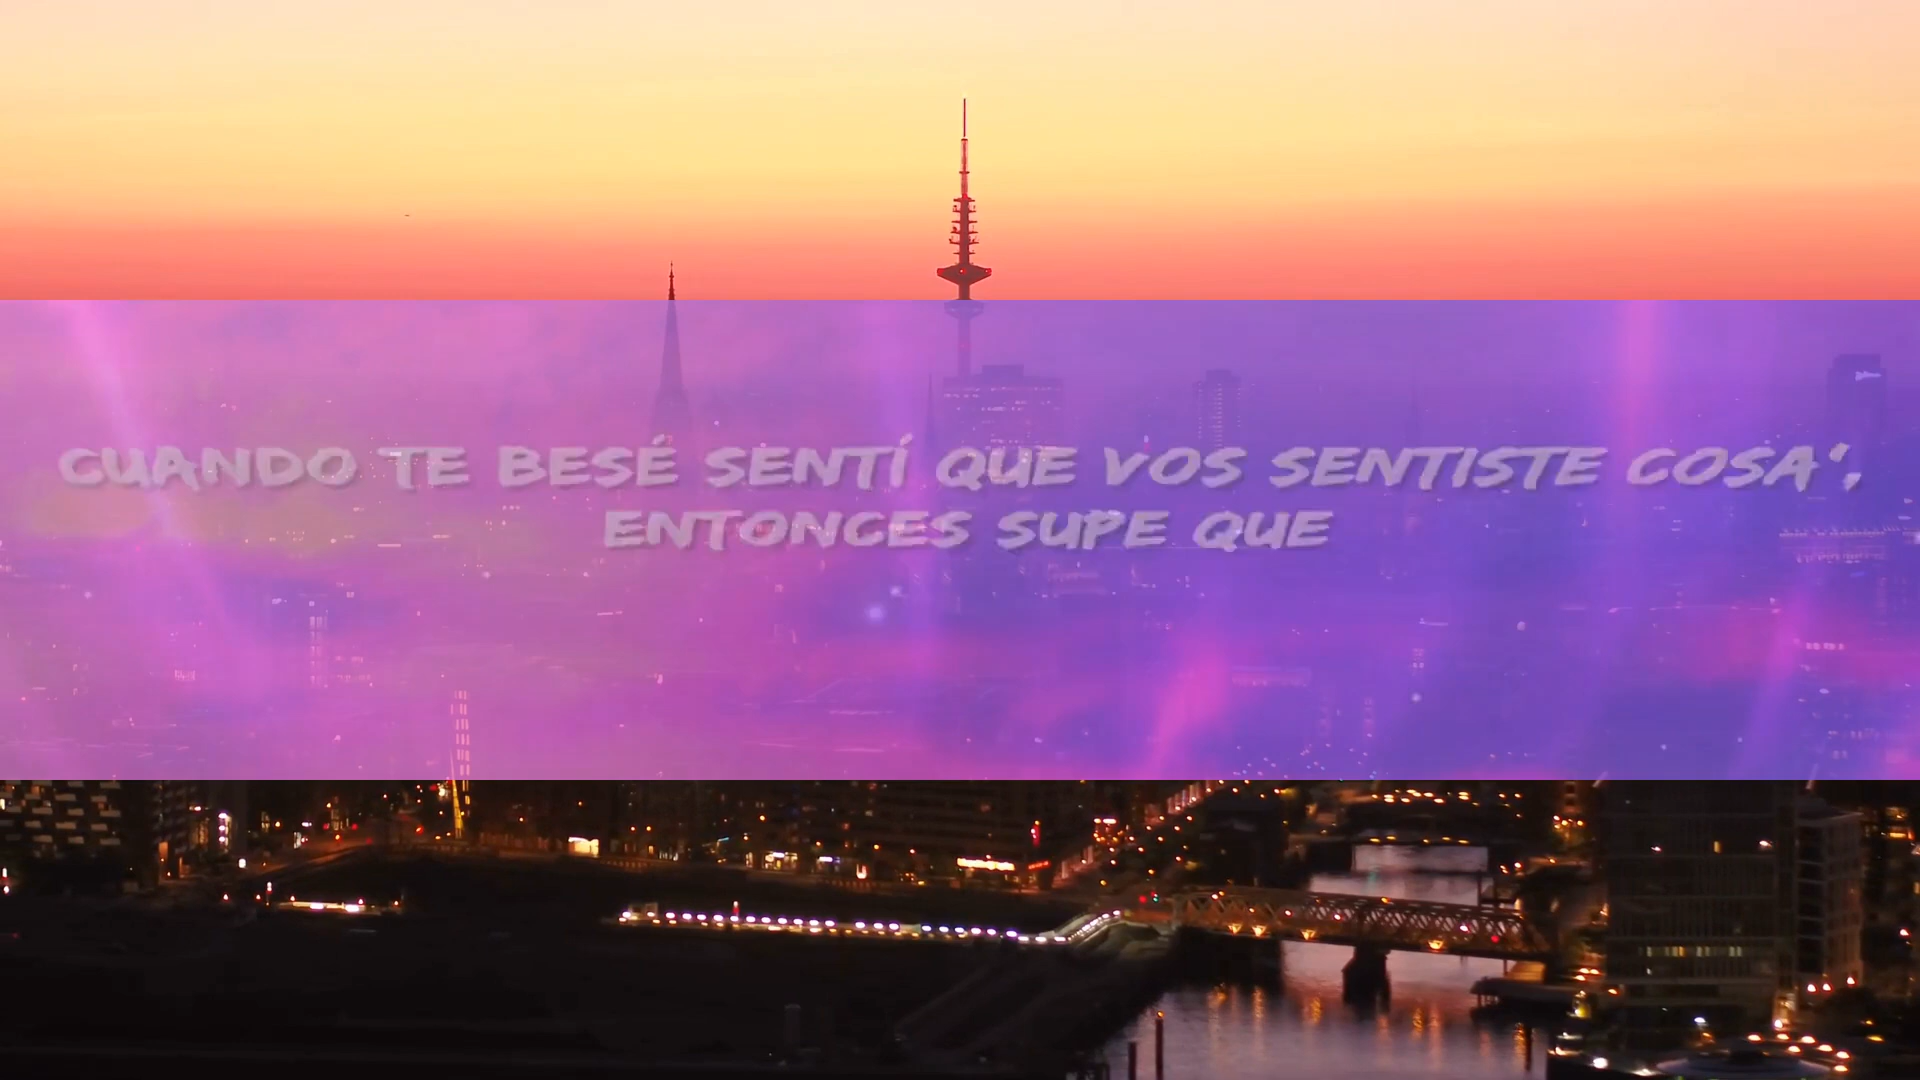 CUANDO TE BESÉ SENTÍ QUE VOS SENTISTE COSA',
ENTONCES SUPE QUE